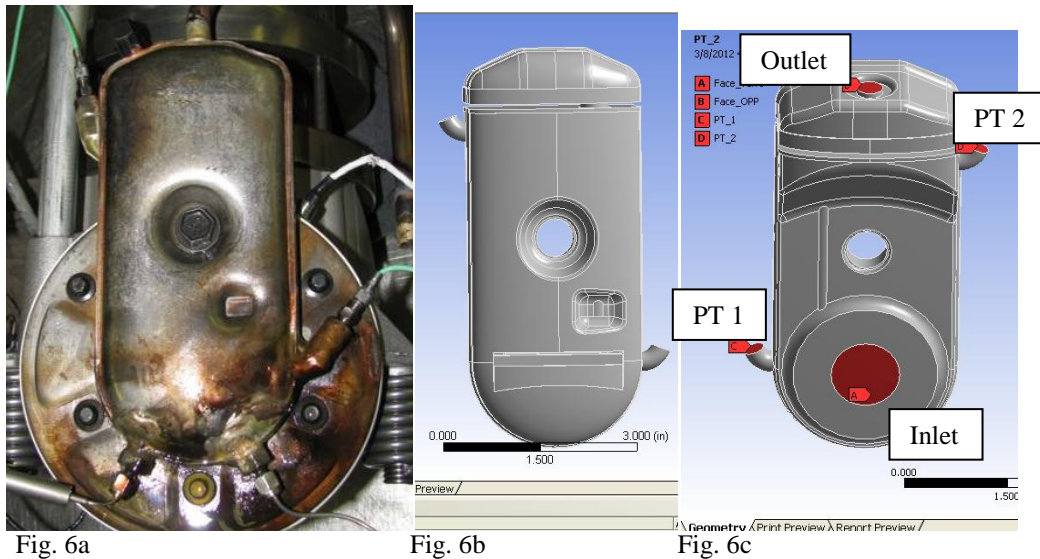 PT_2
3/8/2012 4
Outlet
A Face_
B Face_OPP
C PT_1
D PT_2
PT 2
D
PT 1
C
A
Inlet
0.000
3.000 (in)
1.500
0.000
1.500
Preview
Geometry Print Preview Report Preview
Fig. 6a
Fig. 6b
Fig. 6c